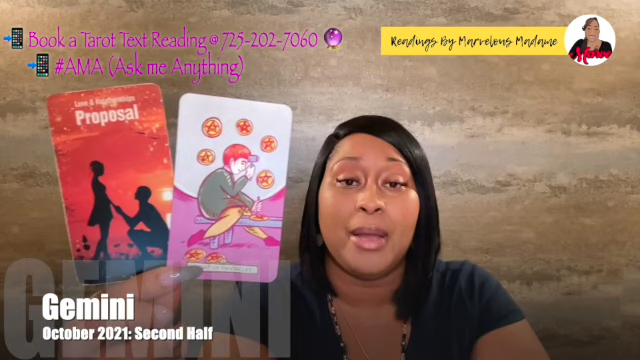 Book a Tarot Text Reading @ 725-202-7060
#AMA (Ask me Anything)
Readings By Marvelous Madame
Love & Relationships
Proposal
GEMINI
Gemini
October 2021: Second Half